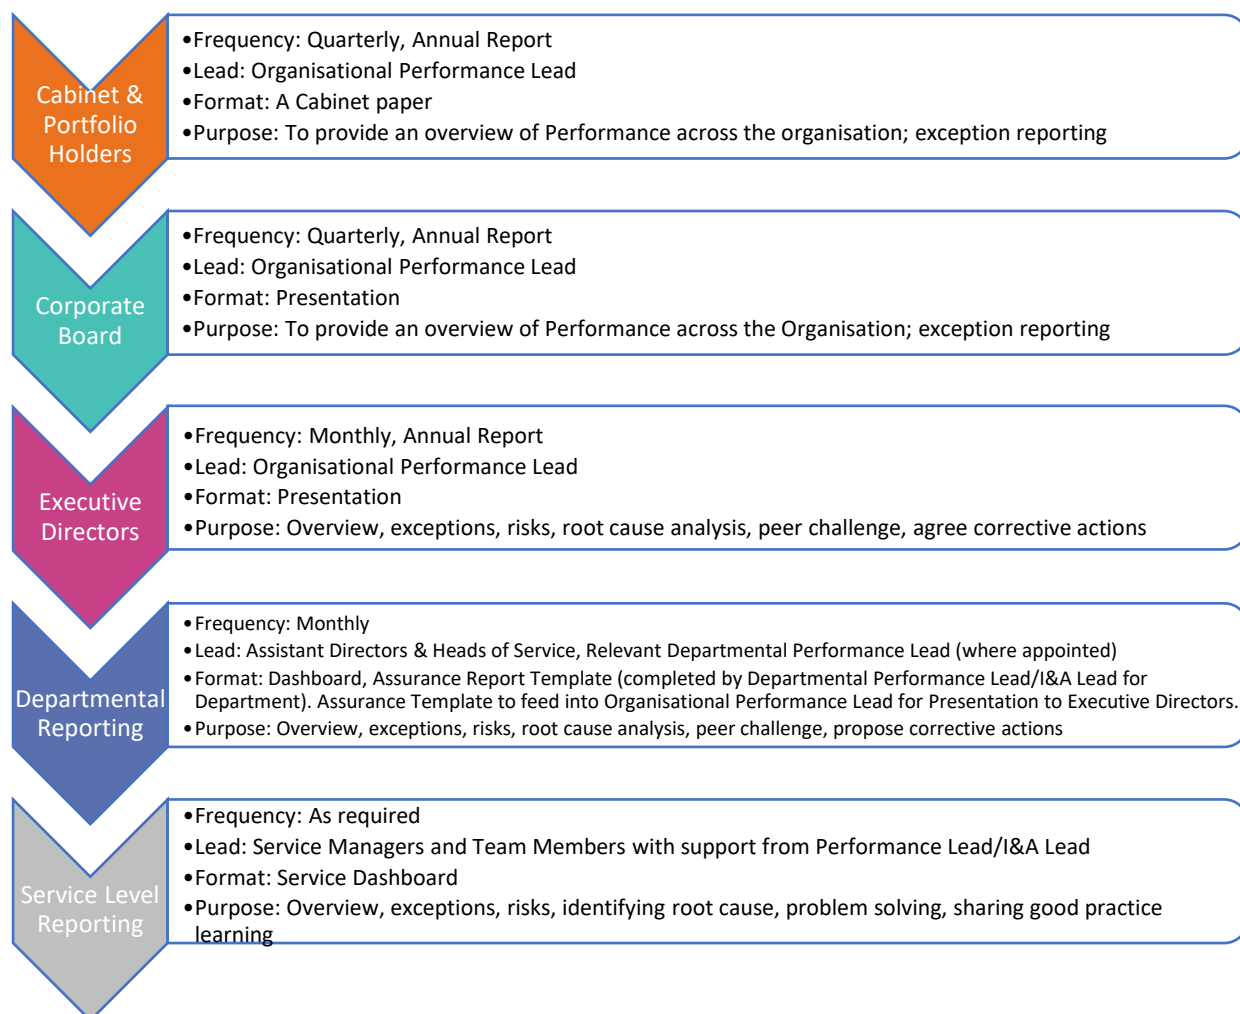 Cabinet &
Portfolio
Holders
•Frequency: Quarterly, Annual Report
•Lead: Organisational Performance Lead
•Format: A Cabinet paper
•Purpose: To provide an overview of Performance across the organisation; exception reporting
Corporate
Board
•Frequency: Quarterly, Annual Report
•Lead: Organisational Performance Lead
•Format: Presentation
•Purpose: To provide an overview of Performance across the Organisation; exception reporting
Executive
Directors
•Frequency: Monthly, Annual Report
•Lead: Organisational Performance Lead
•Format: Presentation
•Purpose: Overview, exceptions, risks, root cause analysis, peer challenge, agree corrective actions
Departmental
Reporting
•Frequency: Monthly
•Lead: Assistant Directors & Heads of Service, Relevant Departmental Performance Lead (where appointed)
•Format: Dashboard, Assurance Report Template (completed by Departmental Performance Lead/I&A Lead for
Department). Assurance Template to feed into Organisational Performance Lead for Presentation to Executive Directors.
•Purpose: Overview, exceptions, risks, root cause analysis, peer challenge, propose corrective actions
Service Level
Reporting
•Frequency: As required
•Lead: Service Managers and Team Members with support from Performance Lead/I&A Lead
•Format: Service Dashboard
•Purpose: Overview, exceptions, risks, identifying root cause, problem solving, sharing good practice
learning